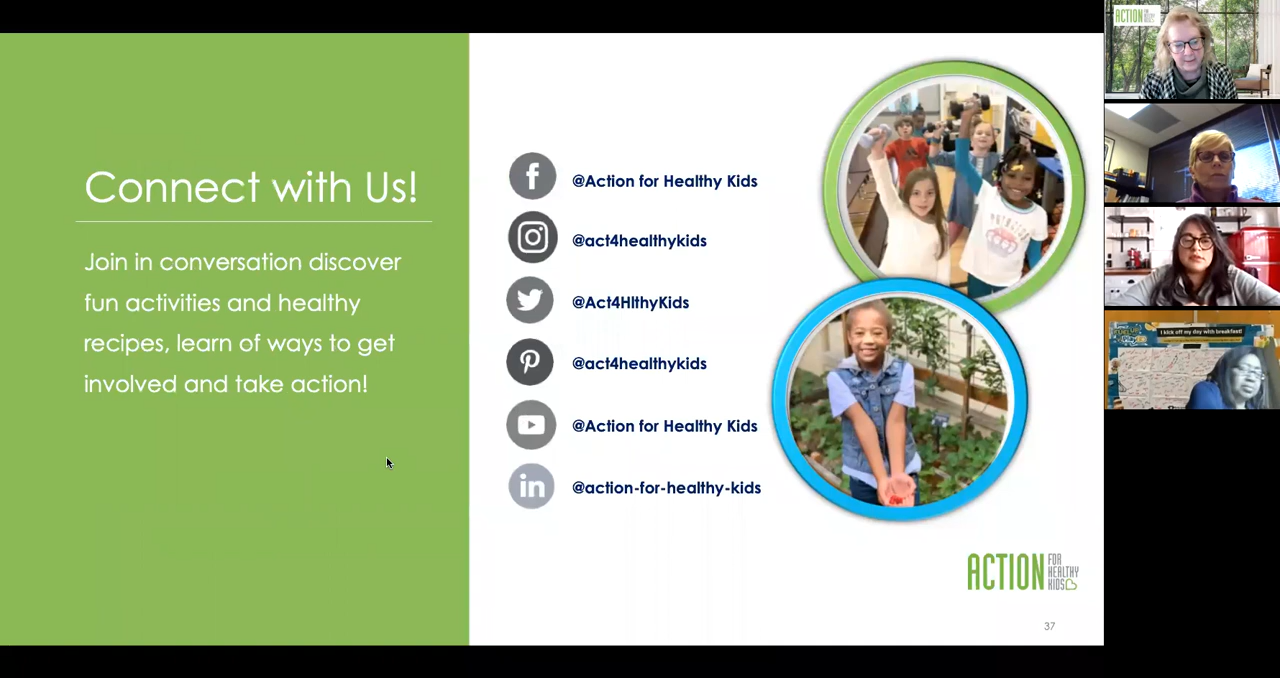 Connect with Us!
Join in conversation discover
fun activities and healthy
recipes, learn of ways to get
involved and take action!
@Action for Healthy Kids
@act4healthykids
@Act4HlthyKids
@act4healthykids
@Action for Healthy Kids
@action-for-healthy-kids
ACTION FOR
HEALTHY
KIDS
37
ACTION
I kick off my day with breakfast!